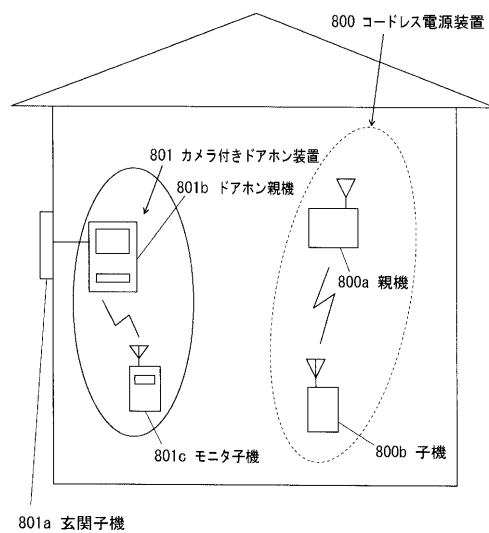 800 コードレス電源装置
801 カメラ付きドアホン装置
801b ドアホン親機
800a 親機
801c モニタ子機
800b 子機
801a 玄関子機